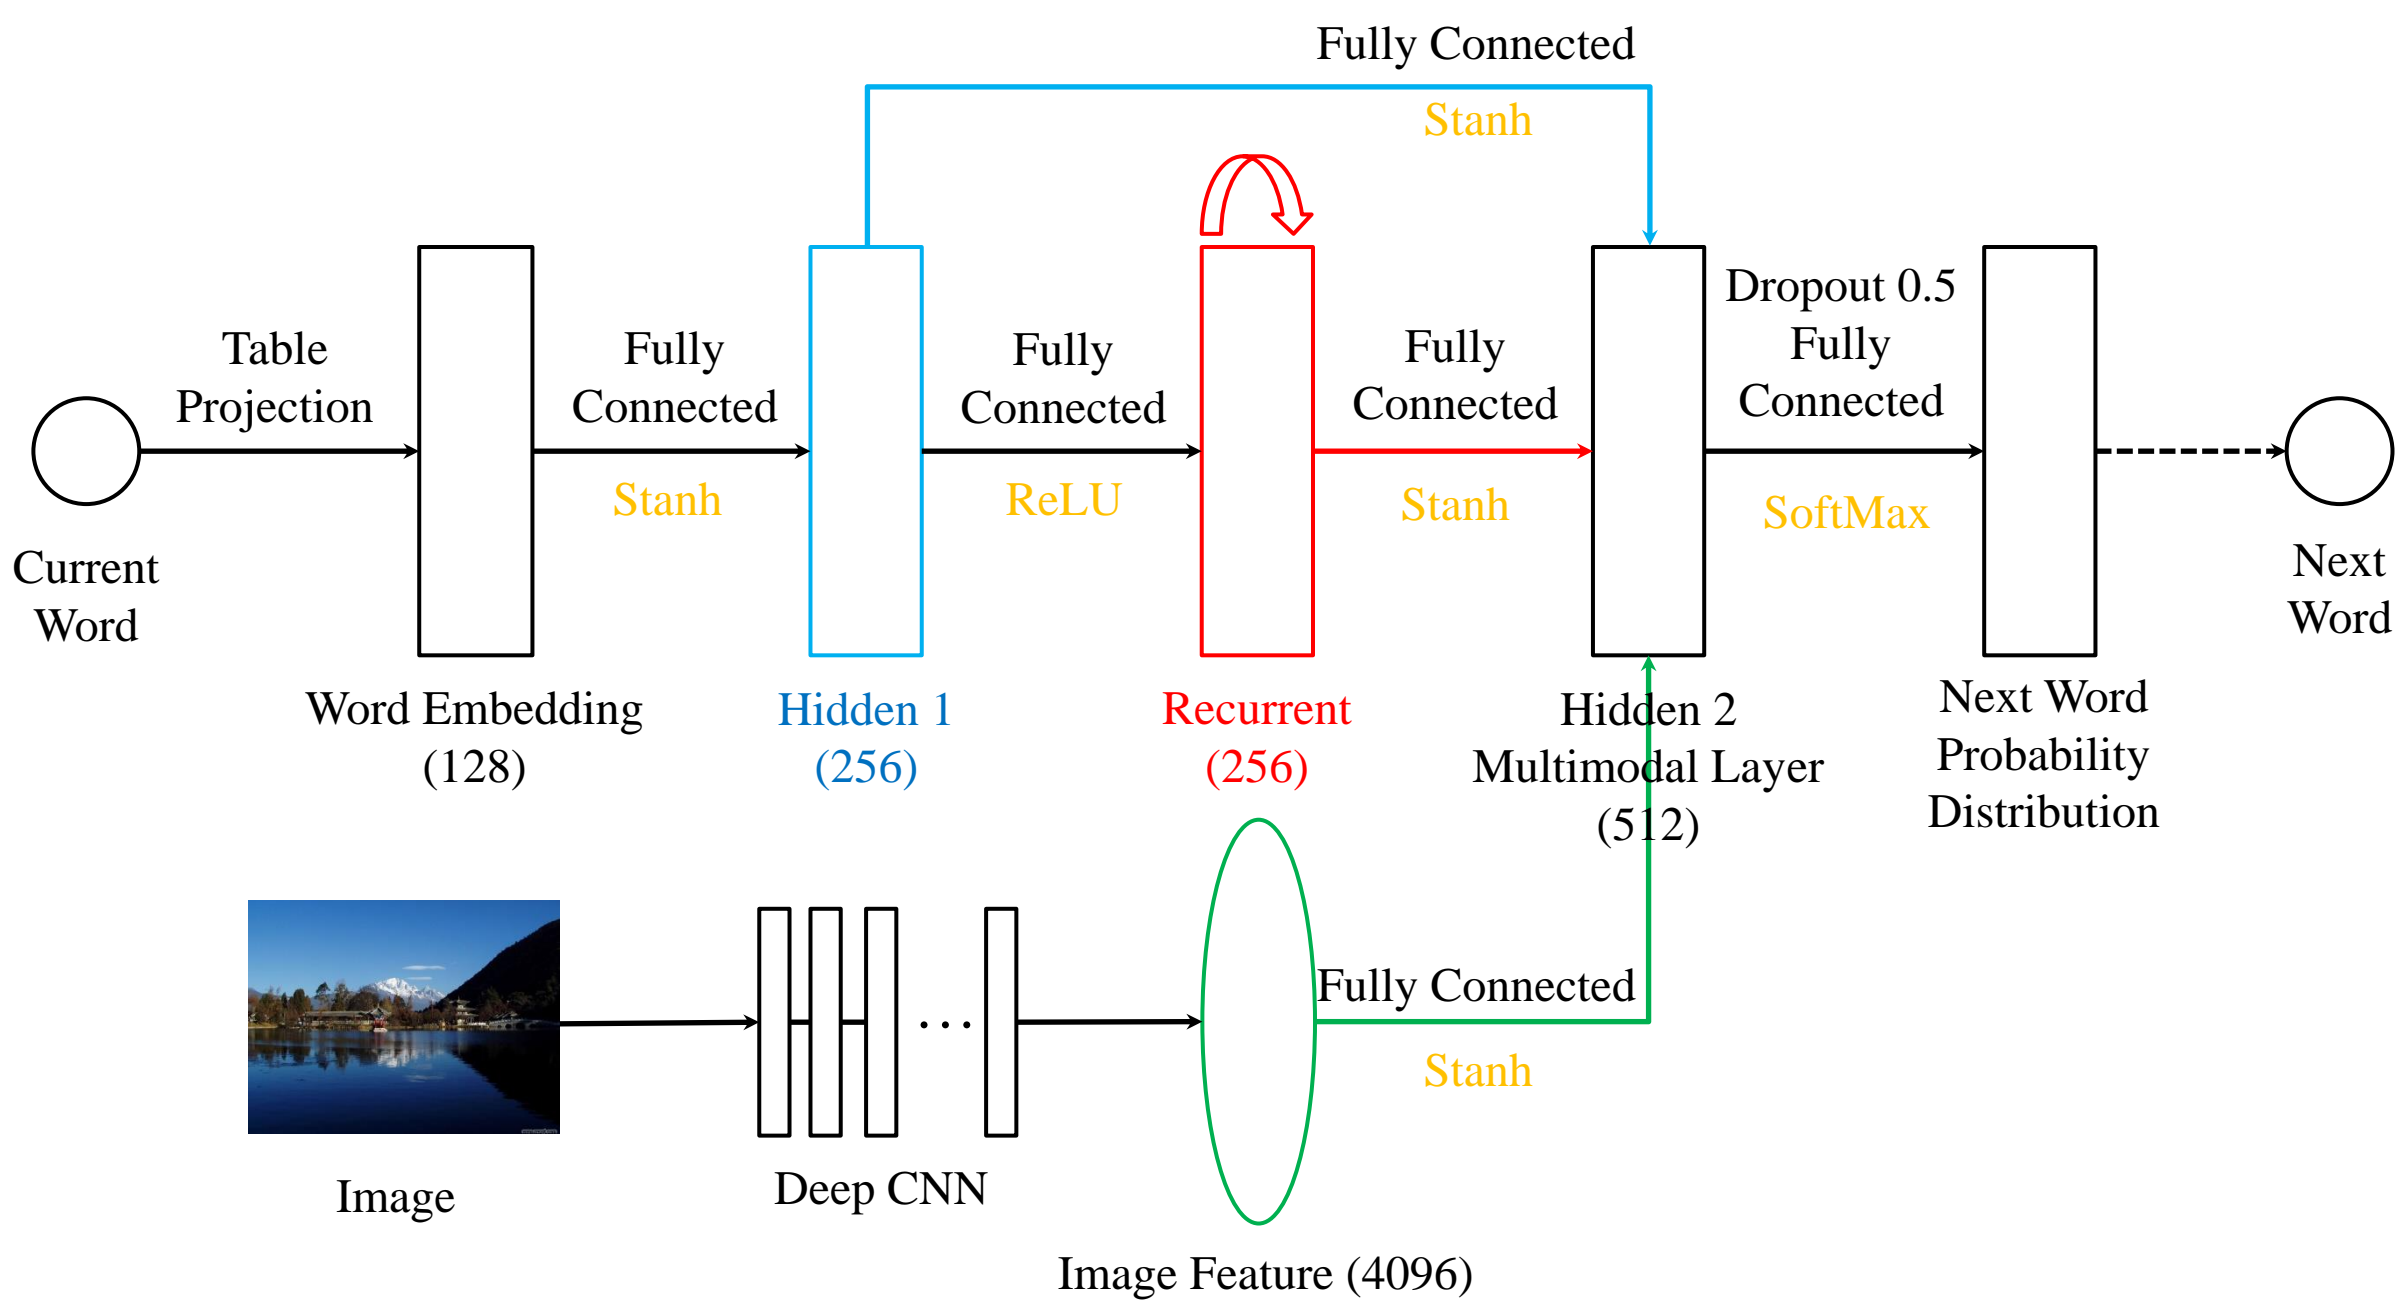 Fully Connected
Stanh
Table
Projection
Fully
Connected
Stanh
Fully
Connected
ReLU
Fully
Connected
Stanh
Dropout 0.5
Fully
Connected
SoftMax
Current
Word
Next
Word
Word Embedding
(128)
Hidden 1
(256)
Recurrent
(256)
Hidden 2
Multimodal Layer
(512)
Next Word
Probability
Distribution
...
Fully Connected
Stanh
Image
Deep CNN
Image Feature (4096)